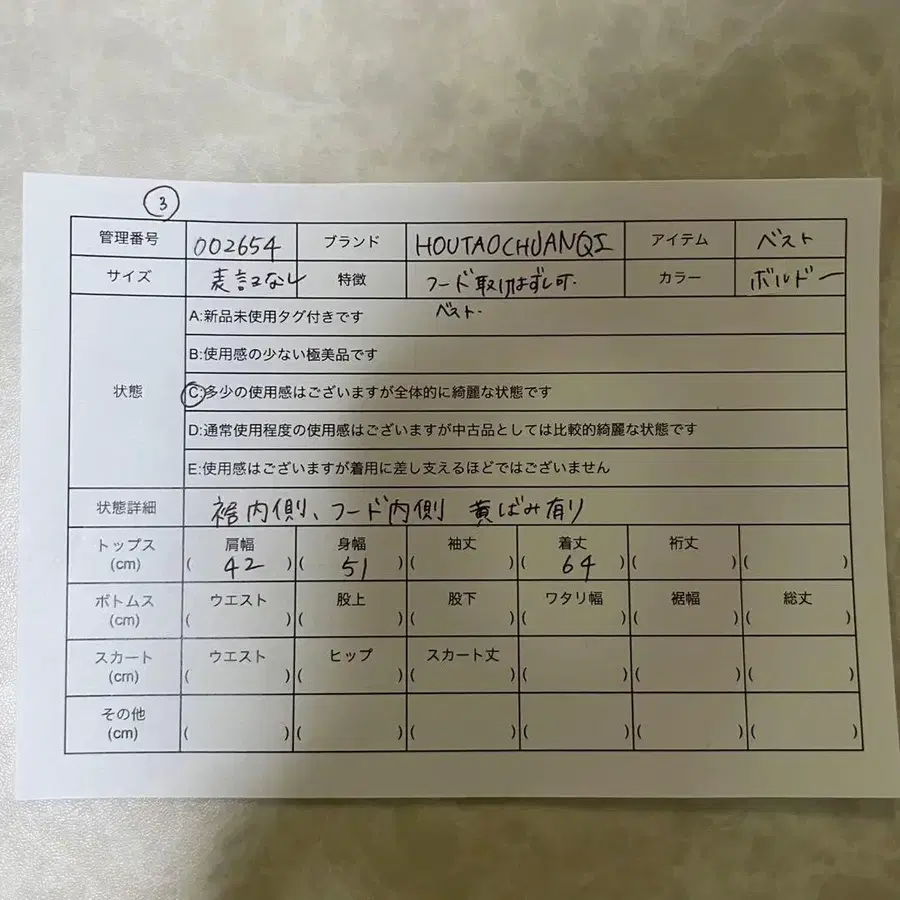 3
管理番号 002654 ブランド HOUTAOCHUANQI アイテム ベスト
サイズ 表記なし 特徴 フード取けはずし可. カラー ボルドー
ベスト.
状態
A:新品未使用タグ付きです
B:使用感の少ない極美品です
C:多少の使用感はございますが全体的に綺麗な状態です
D:通常使用程度の使用感はございますが中古品としては比較的綺麗な状態です
E:使用感はございますが着用に差し支えるほどではございません
状態詳細 裾内側、フード内側 黄ばみ有り
トップス 肩幅 身幅 袖丈 着丈 裄丈
(cm) ( 42 ) ( 51 ) ( ) ( 64 ) ( ) ( )
ボトムス ウエスト 股上 股下 ワタリ幅 裾幅 総丈
(cm) ( ) ( ) ( ) ( ) ( ) ( )
スカート ウエスト ヒップ スカート丈
(cm) ( ) ( ) ( ) ( ) ( ) ( )
その他
(cm) ( ) ( ) ( ) ( ) ( ) ( )